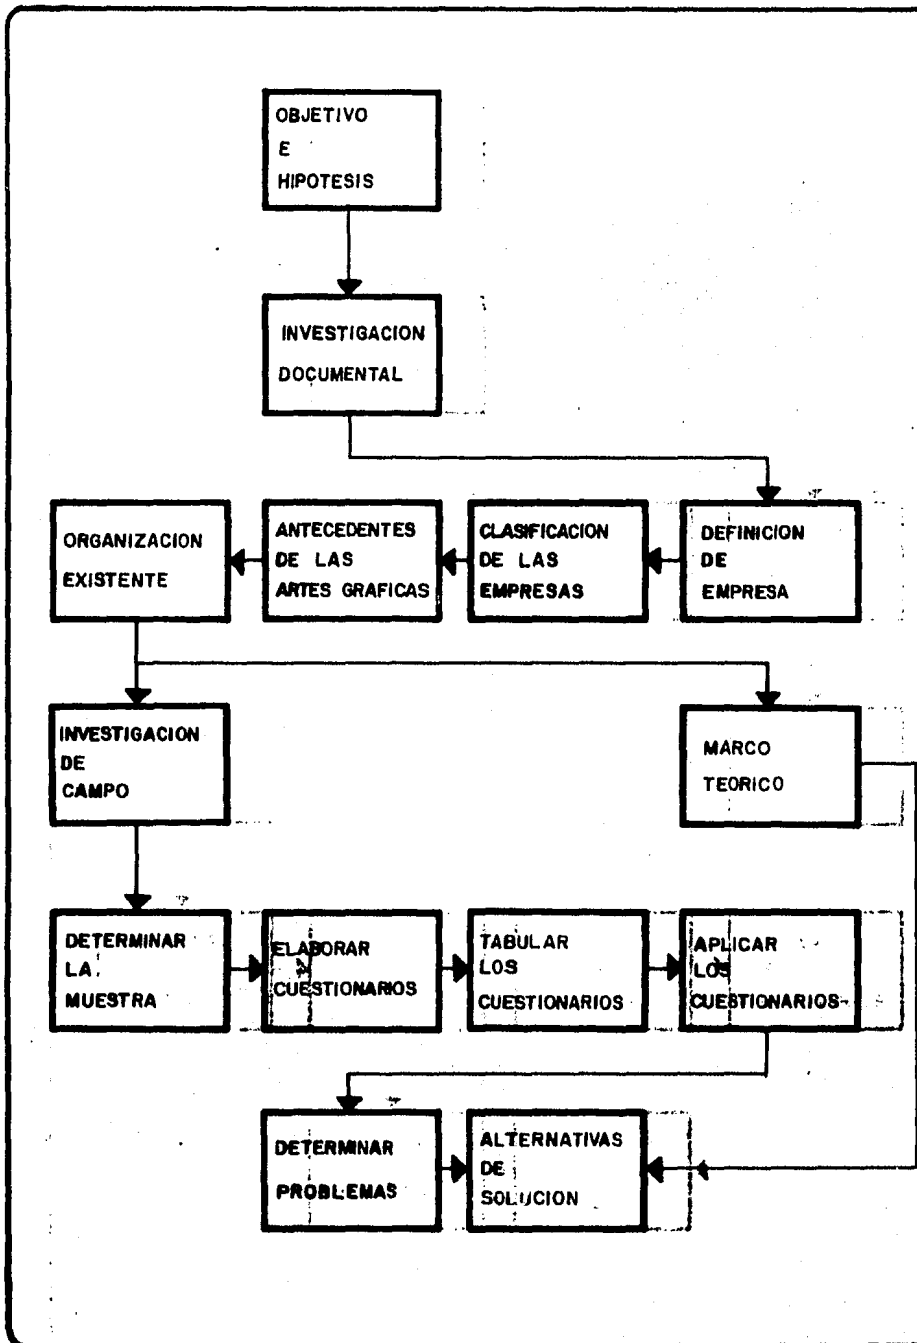 OBJETIVO
E
HIPOTESIS
INVESTIGACION
DOCUMENTAL
ORGANIZACION
EXISTENTE
ANTECEDENTES
DE LAS
ARTES GRAFICAS
CLASIFICACION
DE LAS
EMPRESAS
DEFINICION
DE
EMPRESA
INVESTIGACION
DE
CAMPO
MARCO
TEORICO
DETERMINAR
LA
MUESTRA
ELABORAR
CUESTIONARIOS
TABULAR
LOS
CUESTIONARIOS
APLICAR
LOS
CUESTIONARIOS
DETERMINAR
PROBLEMAS
ALTERNATIVAS
DE
SOLUCION